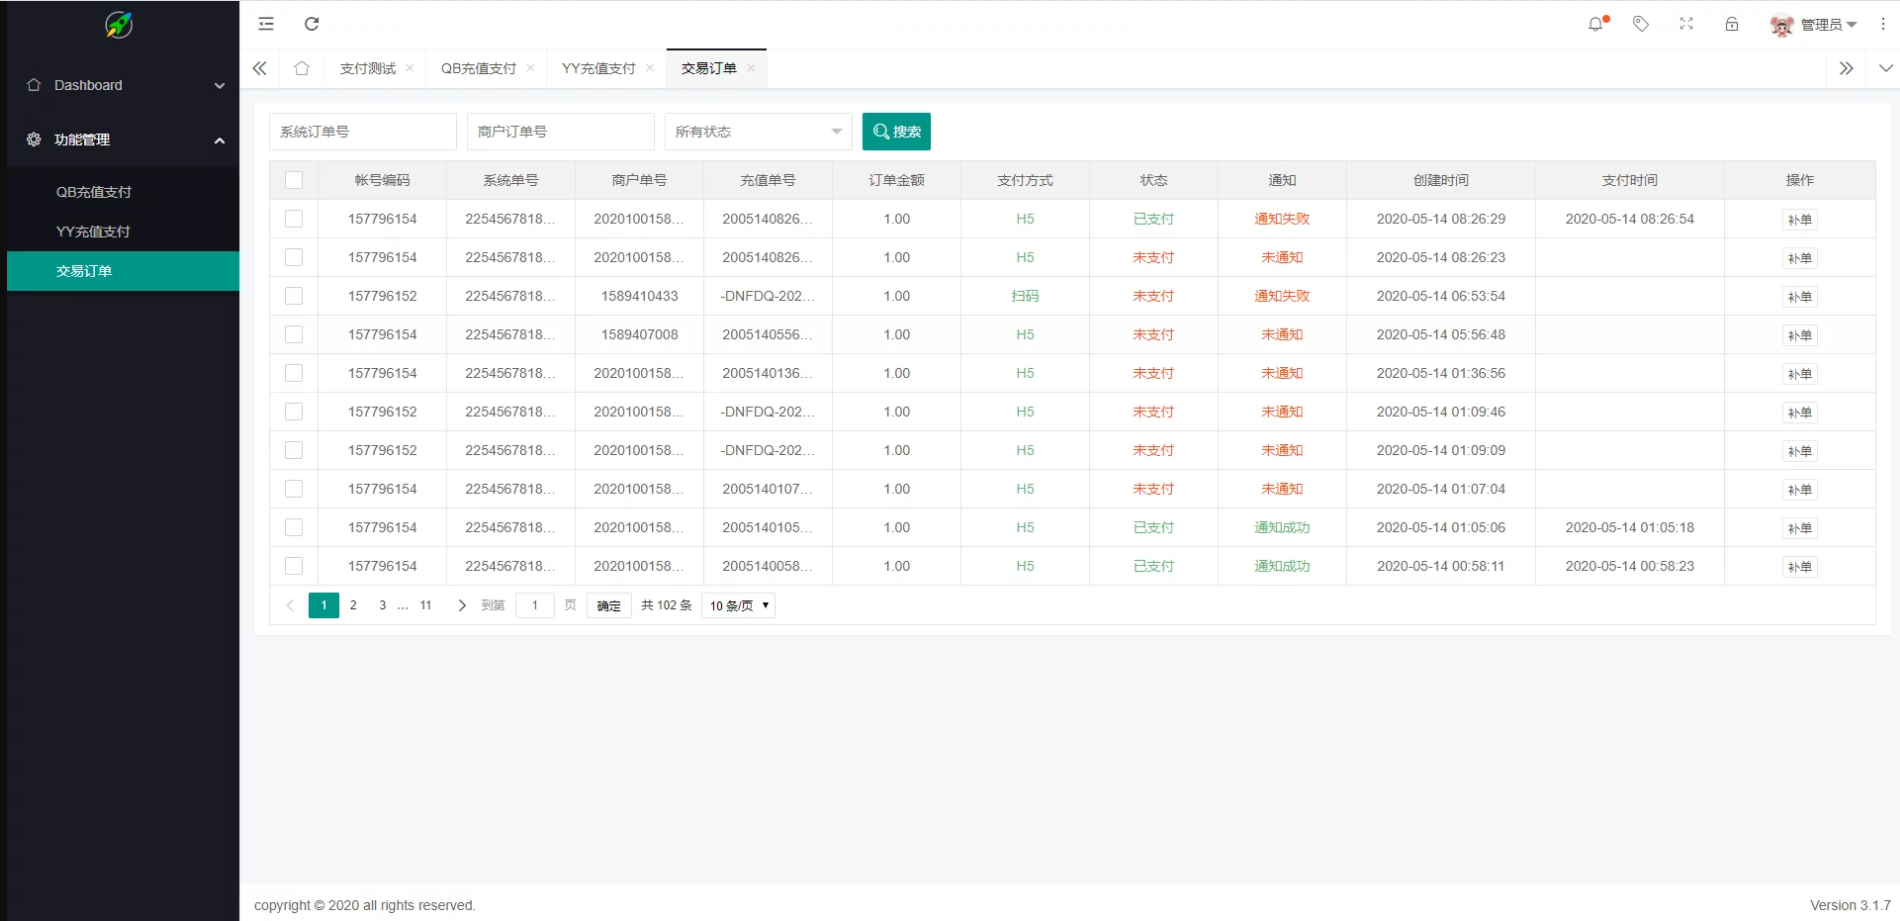 管理员
Dashboard
支付测试 QB充值支付 YY充值支付 交易订单
功能管理
系统订单号 商户订单号 所有状态 搜索
QB充值支付
YY充值支付
交易订单
帐号编码 系统单号 商户单号 充值单号 订单金额 支付方式 状态 通知 创建时间 支付时间 操作
157796154 2254567818... 2020100158... 2005140826... 1.00 H5 已支付 通知失败 2020-05-14 08:26:29 2020-05-14 08:26:54 补单
157796154 2254567818... 2020100158... 2005140826... 1.00 H5 未支付 未通知 2020-05-14 08:26:23 补单
157796152 2254567818... 1589410433 -DNFDQ-202... 1.00 扫码 未支付 通知失败 2020-05-14 06:53:54 补单
157796154 2254567818... 1589407008 2005140556... 1.00 H5 未支付 未通知 2020-05-14 05:56:48 补单
157796154 2254567818... 2020100158... 2005140136... 1.00 H5 未支付 未通知 2020-05-14 01:36:56 补单
157796152 2254567818... 2020100158... -DNFDQ-202... 1.00 H5 未支付 未通知 2020-05-14 01:09:46 补单
157796152 2254567818... 2020100158... -DNFDQ-202... 1.00 H5 未支付 未通知 2020-05-14 01:09:09 补单
157796154 2254567818... 2020100158... 2005140107... 1.00 H5 未支付 未通知 2020-05-14 01:07:04 补单
157796154 2254567818... 2020100158... 2005140105... 1.00 H5 已支付 通知成功 2020-05-14 01:05:06 2020-05-14 01:05:18 补单
157796154 2254567818... 2020100158... 2005140058... 1.00 H5 已支付 通知成功 2020-05-14 00:58:11 2020-05-14 00:58:23 补单
1 2 3 ... 11 到第 1 页 确定 共 102 条 10 条/页
copyright © 2020 all rights reserved. Version 3.1.7